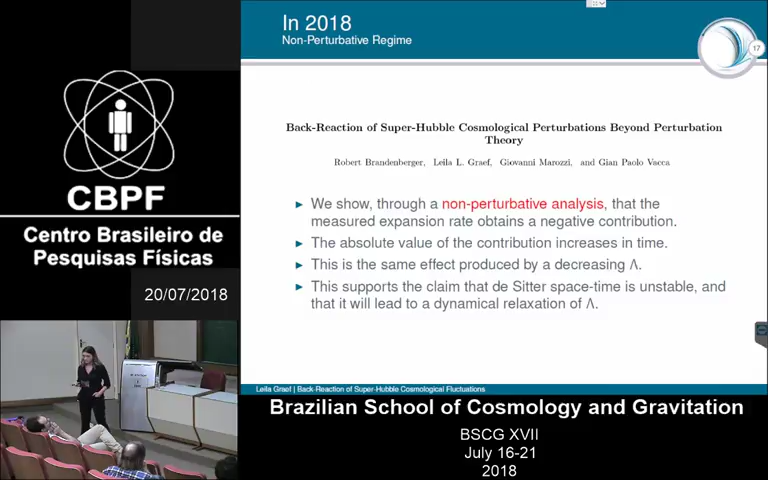 In 2018
Non-Perturbative Regime
17
Back-Reaction of Super-Hubble Cosmological Perturbations Beyond Perturbation
Theory
Robert Brandenberger, Leila L. Graef, Giovanni Marozzi, and Gian Paolo Vacca
► We show, through a non-perturbative analysis, that the
measured expansion rate obtains a negative contribution.
► The absolute value of the contribution increases in time.
► This is the same effect produced by a decreasing Λ.
► This supports the claim that de Sitter space-time is unstable, and
that it will lead to a dynamical relaxation of Λ.
Leila Graef | Back-Reaction of Super-Hubble Cosmological Fluctuations
CBPF
Centro Brasileiro de
Pesquisas Físicas
20/07/2018
Brazilian School of Cosmology and Gravitation
BSCG XVII
July 16-21
2018